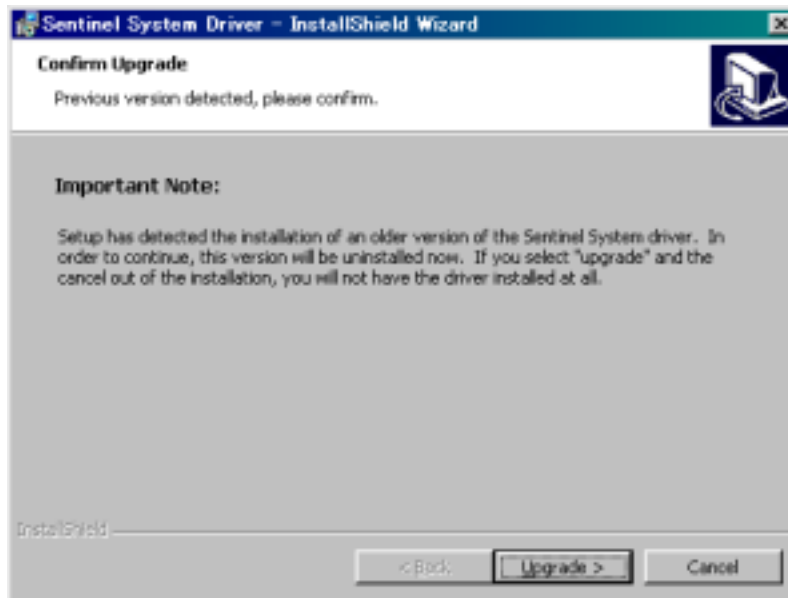 Sentinel System Driver - InstallShield Wizard
Confirm Upgrade
Previous version detected, please confirm.
Important Note:
Setup has detected the installation of an older version of the Sentinel System driver. In
order to continue, this version will be uninstalled now. If you select "upgrade" and the
cancel out of the installation, you will not have the driver installed at all.
InstallShield
< Back
Upgrade >
Cancel